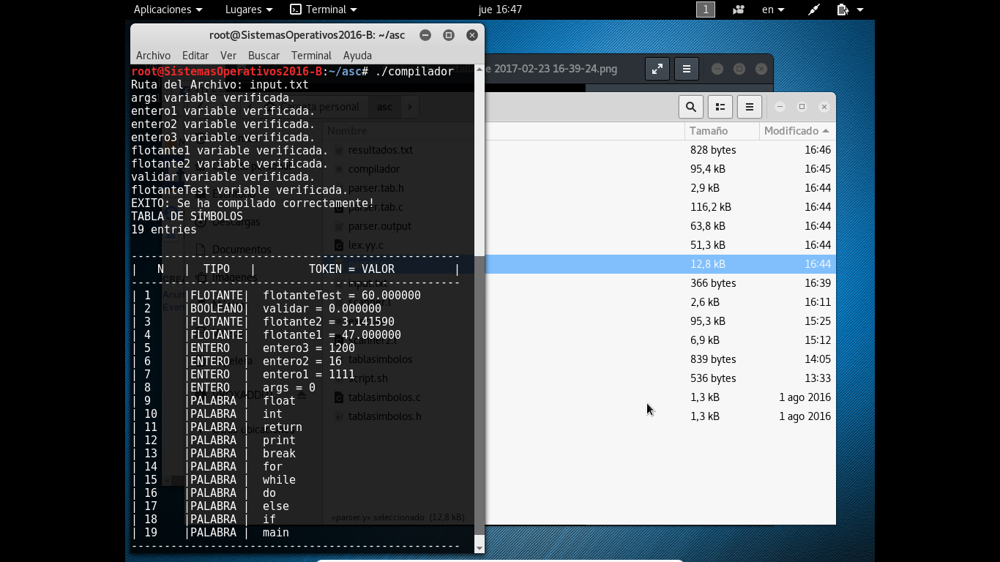 Aplicaciones Lugares Terminal jue 16:47 1 en
root@SistemasOperativos2016-B: ~/asc
Archivo Editar Ver Buscar Terminal Ayuda
e 2017-02-23 16-39-24.png
root@SistemasOperativos2016-B:~/asc# ./compilador
Ruta del Archivo: input.txt
args variable verificada.
entero1 variable verificada.
entero2 variable verificada.
entero3 variable verificada.
flotante1 variable verificada.
flotante2 variable verificada.
validar variable verificada.
flotanteTest variable verificada.
EXITO: Se ha compilado correctamente!
TABLA DE SÍMBOLOS
19 entries
-------------------------------------------------
| N | TIPO | TOKEN = VALOR |
-------------------------------------------------
| 1 |FLOTANTE| flotanteTest = 60.000000
| 2 |BOOLEANO| validar = 0.000000
| 3 |FLOTANTE| flotante2 = 3.141590
| 4 |FLOTANTE| flotante1 = 47.000000
| 5 |ENTERO | entero3 = 1200
| 6 |ENTERO | entero2 = 16
| 7 |ENTERO | entero1 = 1111
| 8 |ENTERO | args = 0
| 9 |PALABRA | float
| 10 |PALABRA | int
| 11 |PALABRA | return
| 12 |PALABRA | print
| 13 |PALABRA | break
| 14 |PALABRA | for
| 15 |PALABRA | while
| 16 |PALABRA | do
| 17 |PALABRA | else
| 18 |PALABRA | if
| 19 |PALABRA | main
-------------------------------------------------
Carpeta personal asc
Descargas
Documentos
Imágenes
Nombre Tamaño Modificado
resultados.txt 828 bytes 16:46
compilador 95,4 kB 16:45
parser.tab.h 2,9 kB 16:44
parser.tab.c 116,2 kB 16:44
parser.output 63,8 kB 16:44
lex.yy.c 51,3 kB 16:44
12,8 kB 16:44
input.txt 366 bytes 16:39
2,6 kB 16:11
95,3 kB 15:25
scanner2.l 6,9 kB 15:12
tablasimbolos 839 bytes 14:05
script.sh 536 bytes 13:33
tablasimbolos.c 1,3 kB 1 ago 2016
tablasimbolos.h 1,3 kB 1 ago 2016
«parser.y» seleccionado (12,8 kB)